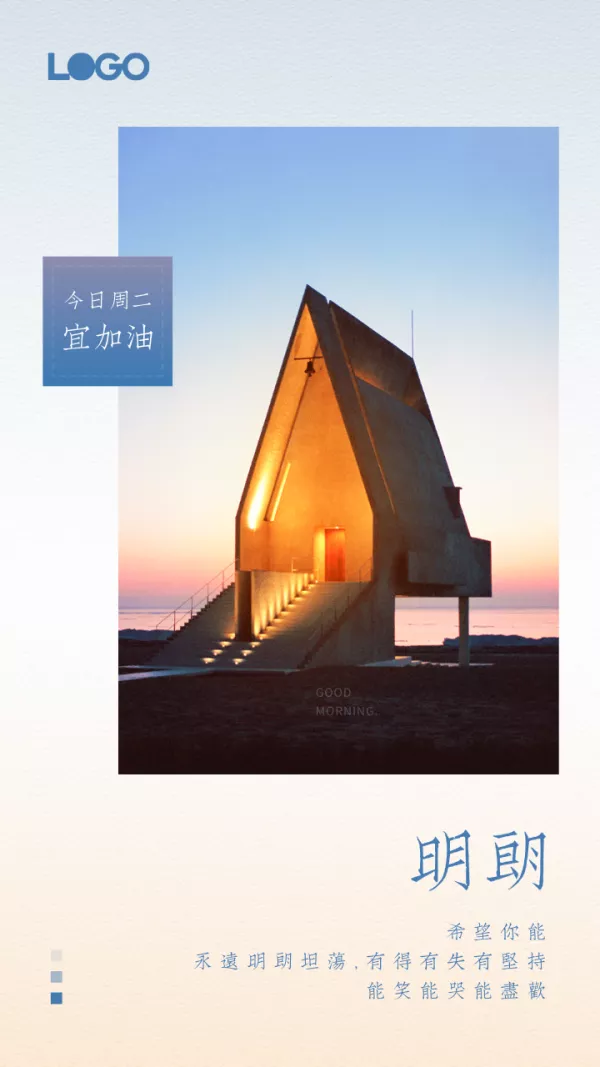 LOGO
今日周二
宜加油
GOOD
MORNING.
明朗
希望你能
永遠明朗坦蕩,有得有失有堅持
能笑能哭能盡歡